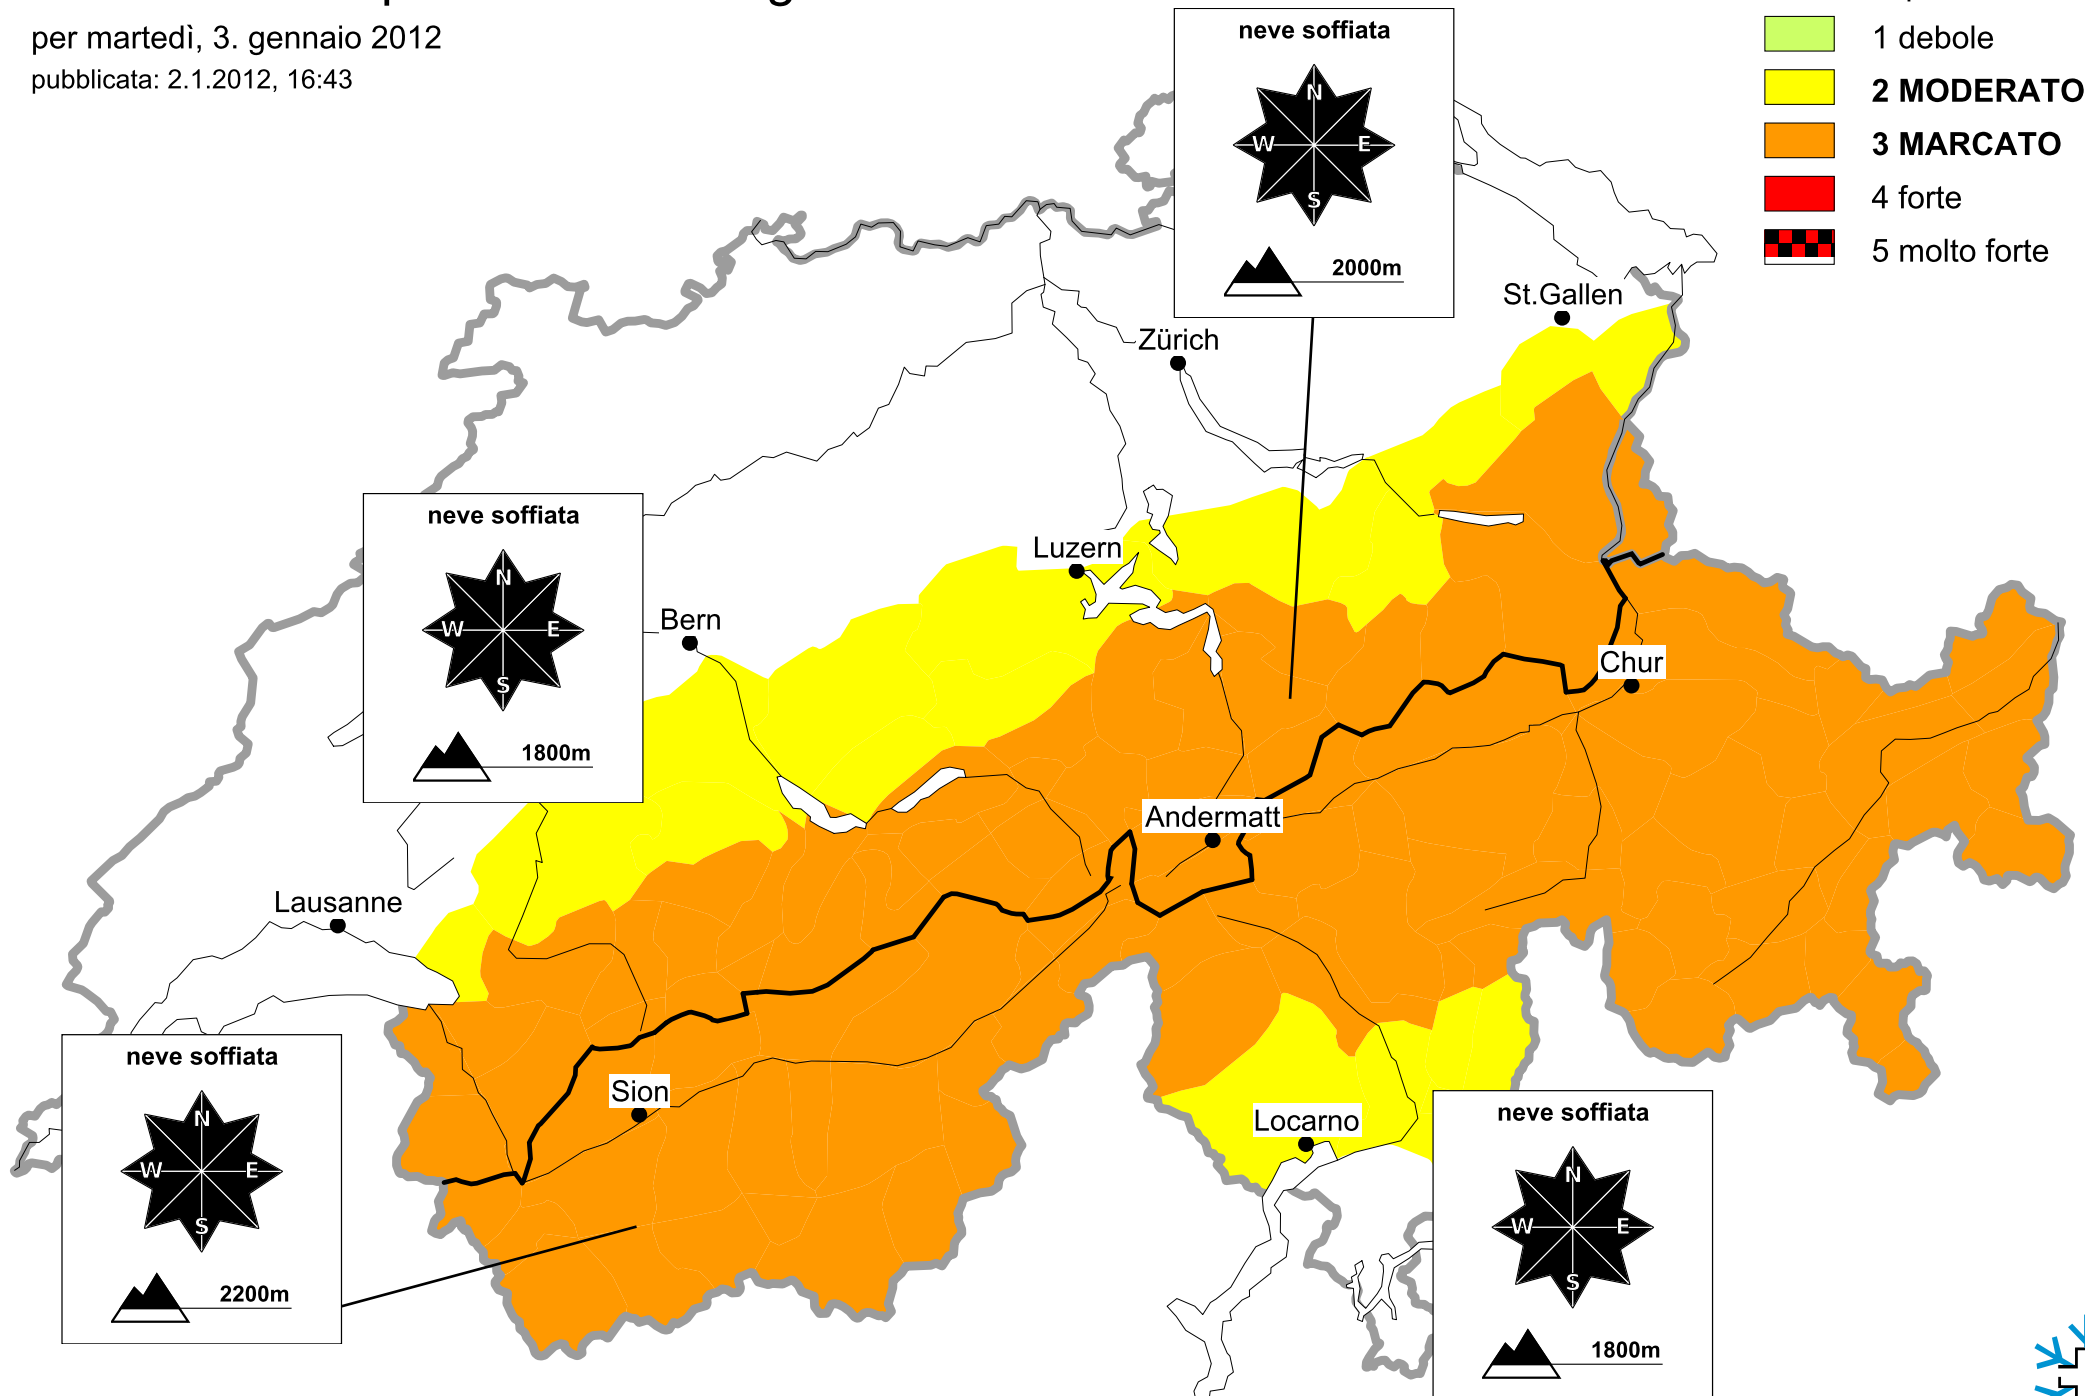 per martedì, 3. gennaio 2012
pubblicata: 2.1.2012, 16:43
1 debole
2 MODERATO
3 MARCATO
4 forte
5 molto forte
neve soffiata
N
W E
S
2000m
St.Gallen
Zürich
neve soffiata
N
W E
S
1800m
Luzern
Bern
Chur
Andermatt
Lausanne
neve soffiata
N
W E
S
2200m
Sion
Locarno
neve soffiata
N
W E
S
1800m